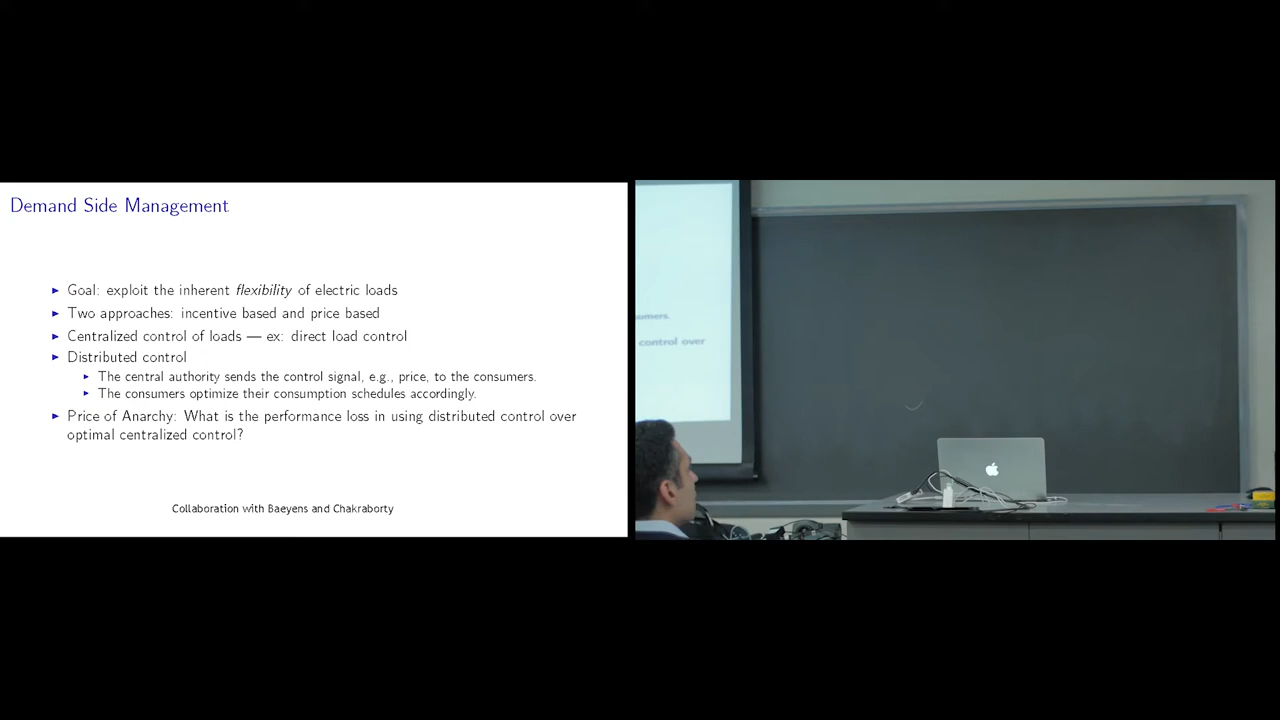 Demand Side Management
► Goal: exploit the inherent flexibility of electric loads
► Two approaches: incentive based and price based
► Centralized control of loads — ex: direct load control
► Distributed control
► The central authority sends the control signal, e.g., price, to the consumers.
► The consumers optimize their consumption schedules accordingly.
► Price of Anarchy: What is the performance loss in using distributed control over
optimal centralized control?
Collaboration with Baeyens and Chakraborty
umers.
control over